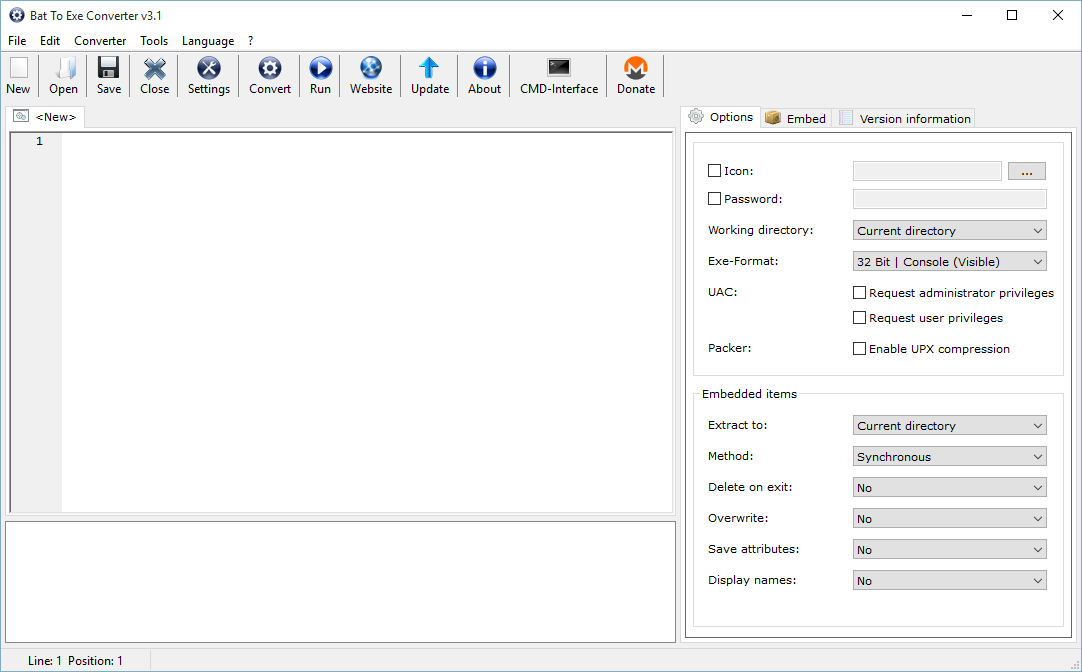 Bat To Exe Converter v3.1
File Edit Converter Tools Language ?
New Open Save Close Settings Convert Run Website Update About CMD-Interface Donate
<New>
1
Options Embed Version information
Icon: ...
Password:
Working directory: Current directory
Exe-Format: 32 Bit | Console (Visible)
UAC: Request administrator privileges
Request user privileges
Packer: Enable UPX compression
Embedded items
Extract to: Current directory
Method: Synchronous
Delete on exit: No
Overwrite: No
Save attributes: No
Display names: No
Line: 1 Position: 1